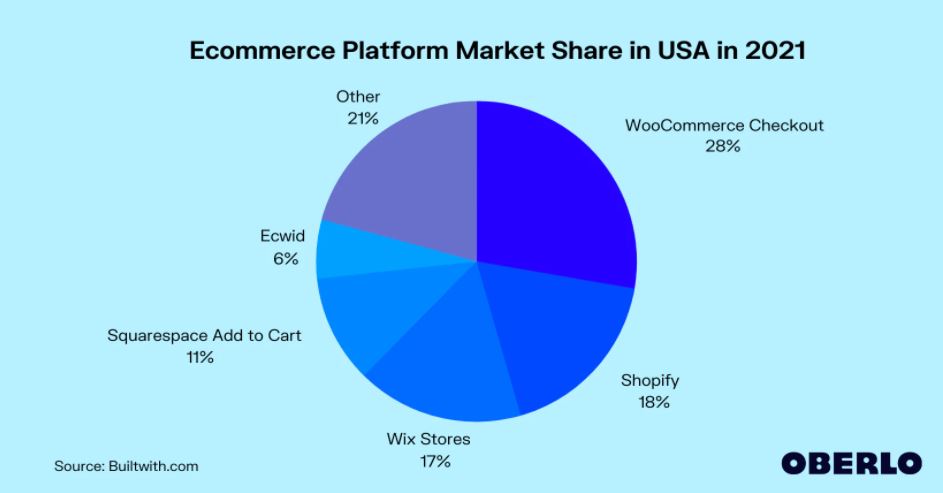 Ecommerce Platform Market Share in USA in 2021
Other
21%
WooCommerce Checkout
28%
Ecwid
6%
Squarespace Add to Cart
11%
Shopify
18%
Wix Stores
17%
Source: Builtwith.com
OBERLO